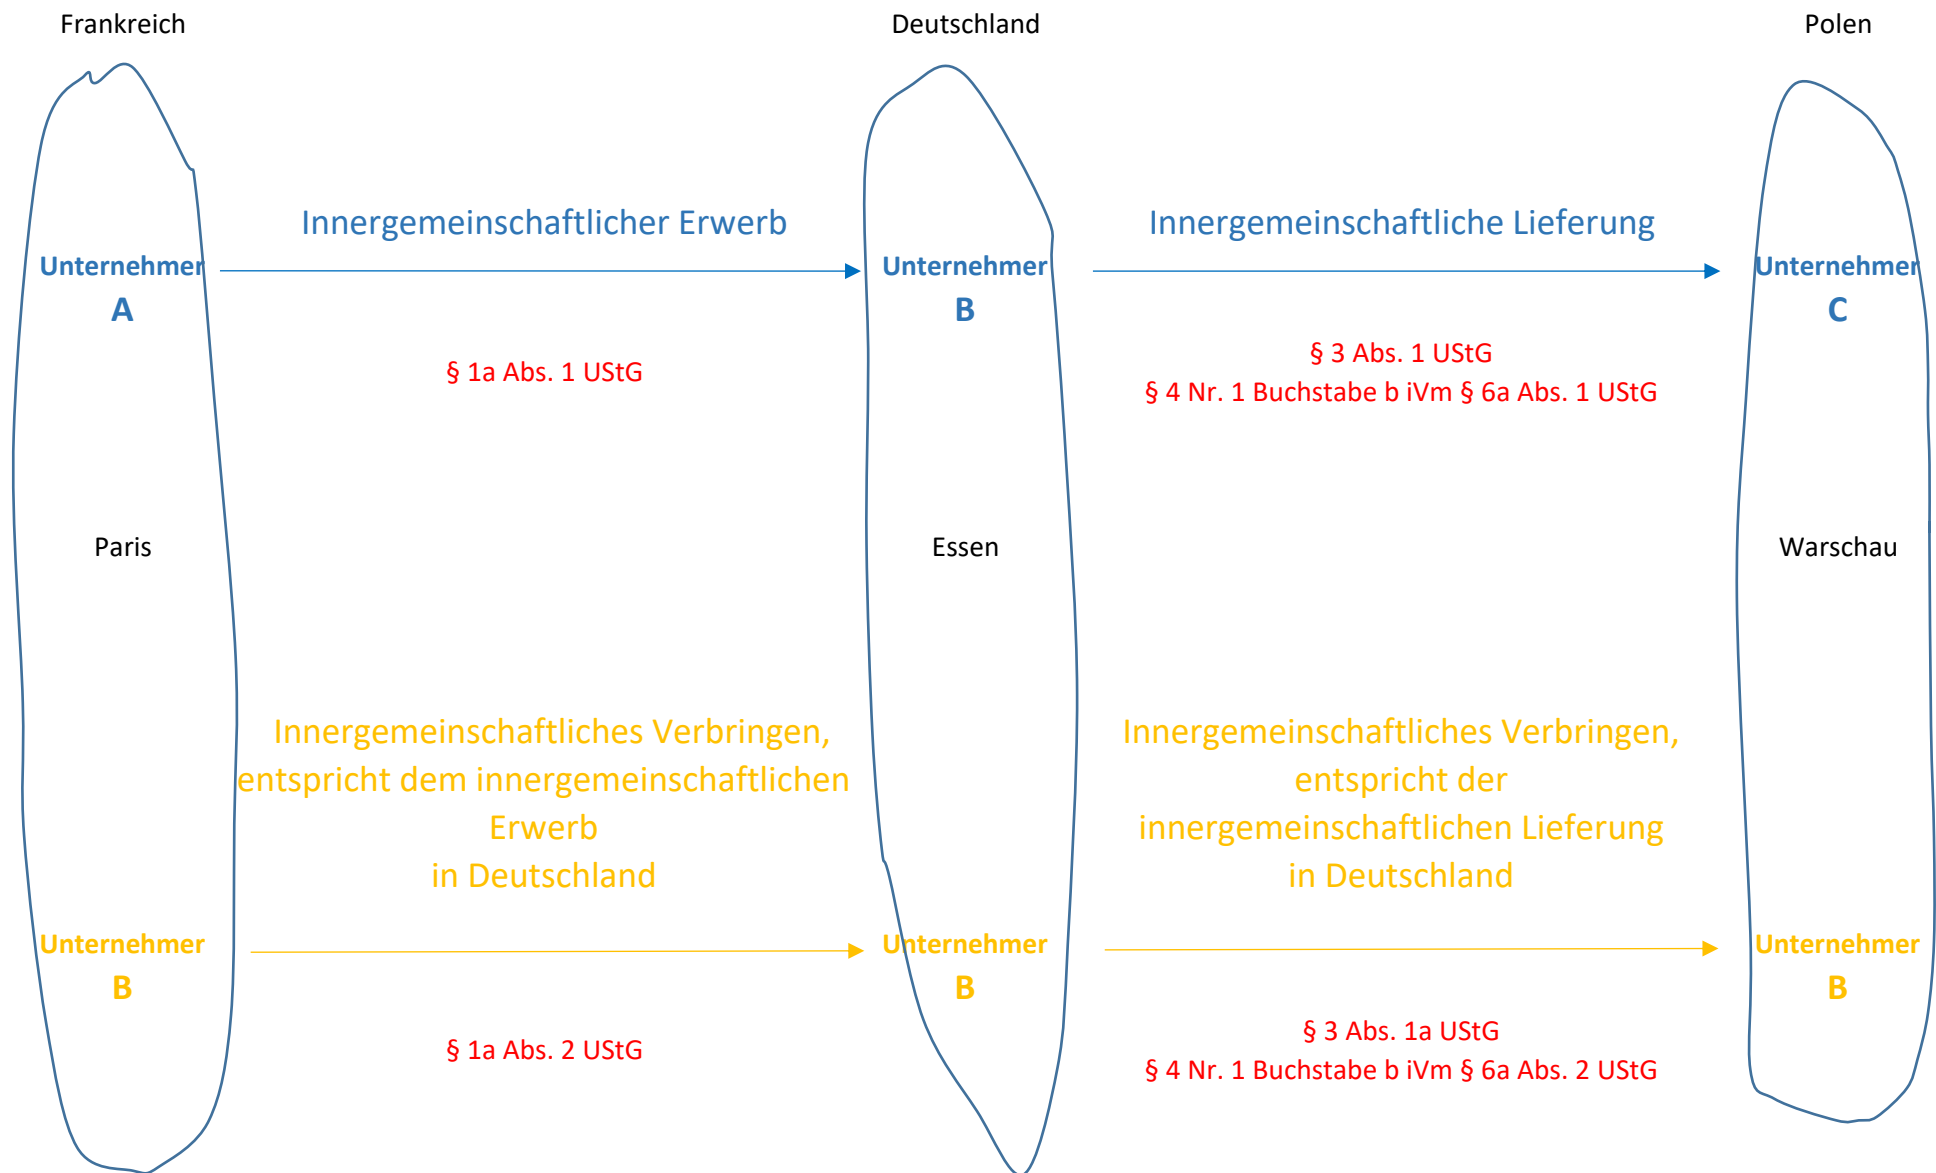 Frankreich
Deutschland
Polen
Innergemeinschaftlicher Erwerb
Innergemeinschaftliche Lieferung
Unternehmer
A
Unternehmer
B
Unternehmer
C
§ 1a Abs. 1 UStG
§ 3 Abs. 1 UStG
§ 4 Nr. 1 Buchstabe b iVm § 6a Abs. 1 UStG
Paris
Essen
Warschau
Innergemeinschaftliches Verbringen,
entspricht dem innergemeinschaftlichen
Erwerb
in Deutschland
Innergemeinschaftliches Verbringen,
entspricht der
innergemeinschaftlichen Lieferung
in Deutschland
Unternehmer
B
Unternehmer
B
Unternehmer
B
§ 1a Abs. 2 UStG
§ 3 Abs. 1a UStG
§ 4 Nr. 1 Buchstabe b iVm § 6a Abs. 2 UStG